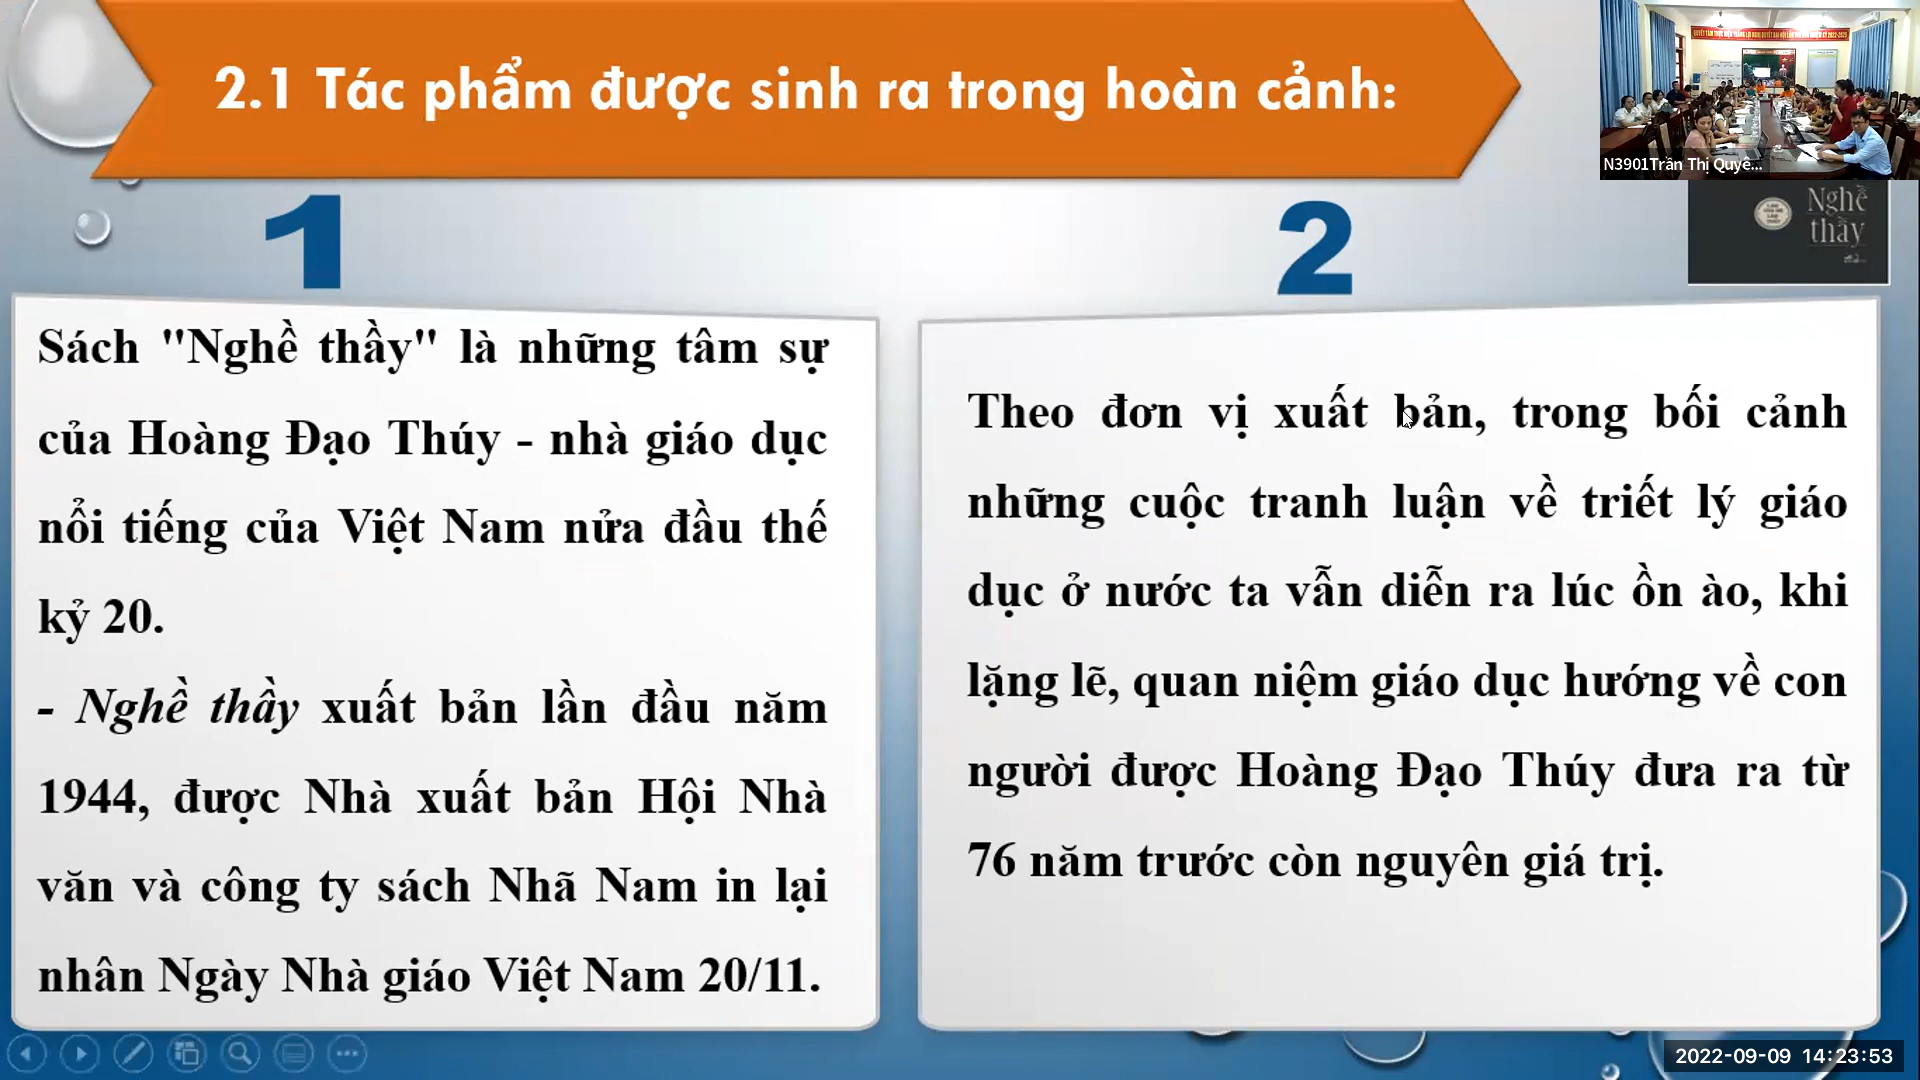 2.1 Tác phẩm được sinh ra trong hoàn cảnh:
N3901Trần Thị Quyê...
Nghề
thầy
1
2
Sách "Nghề thầy" là những tâm sự
của Hoàng Đạo Thúy - nhà giáo dục
nổi tiếng của Việt Nam nửa đầu thế
kỷ 20.
- Nghề thầy xuất bản lần đầu năm
1944, được Nhà xuất bản Hội Nhà
văn và công ty sách Nhã Nam in lại
nhân Ngày Nhà giáo Việt Nam 20/11.
Theo đơn vị xuất bản, trong bối cảnh
những cuộc tranh luận về triết lý giáo
dục ở nước ta vẫn diễn ra lúc ồn ào, khi
lặng lẽ, quan niệm giáo dục hướng về con
người được Hoàng Đạo Thúy đưa ra từ
76 năm trước còn nguyên giá trị.
2022-09-09 14:23:53